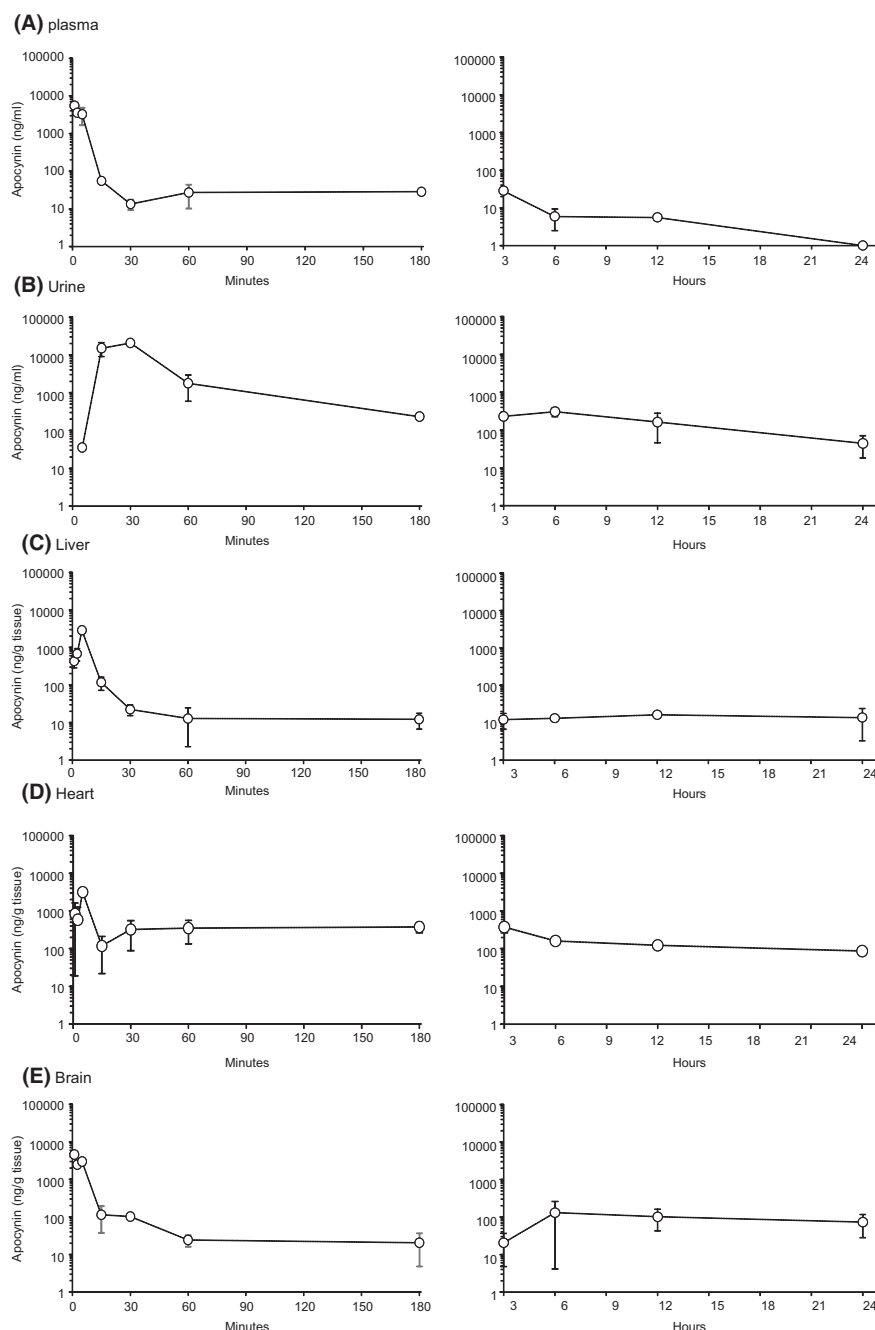 (A) plasma
Apocynin (ng/ml)
100000
10000
1000
100
10
1
0 30 60 90 120 150 180
Minutes
100000
10000
1000
100
10
1
3 6 9 12 15 18 21 24
Hours
(B) Urine
Apocynin (ng/ml)
100000
10000
1000
100
10
1
0 30 60 90 120 150 180
Minutes
100000
10000
1000
100
10
1
3 6 9 12 15 18 21 24
Hours
(C) Liver
Apocynin (ng/g tissue)
100000
10000
1000
100
10
1
0 30 60 90 120 150 180
Minutes
100000
10000
1000
100
10
1
3 6 9 12 15 18 21 24
Hours
(D) Heart
Apocynin (ng/g tissue)
100000
10000
1000
100
10
1
0 30 60 90 120 150 180
Minutes
100000
10000
1000
100
10
1
3 6 9 12 15 18 21 24
Hours
(E) Brain
Apocynin (ng/g tissue)
100000
10000
1000
100
10
1
0 30 60 90 120 150 180
Minutes
100000
10000
1000
100
10
1
3 6 9 12 15 18 21 24
Hours